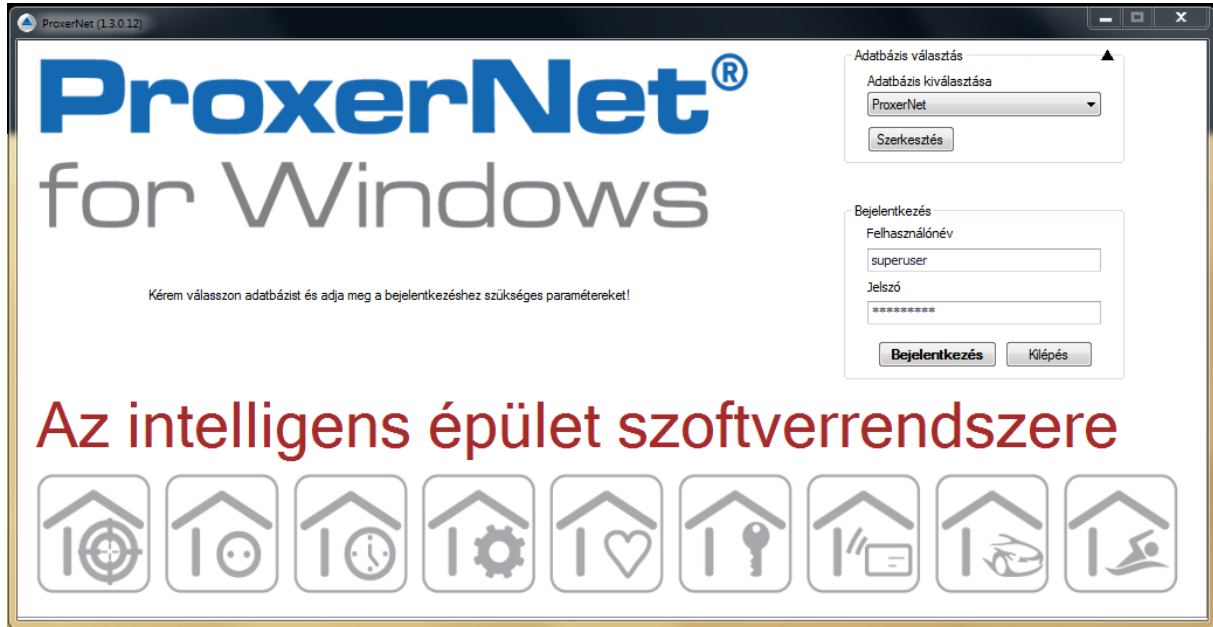 ProxerNet (1.3.0.12)
ProxerNet®
for Windows
Kérem válasszon adatbázist és adja meg a bejelentkezéshez szükséges paramétereket!
Adatbázis választás
Adatbázis kiválasztása
ProxerNet
Szerkesztés
Bejelentkezés
Felhasználónév
superuser
Jelszó
*********
Bejelentkezés Kilépés
Az intelligens épület szoftverrendszere